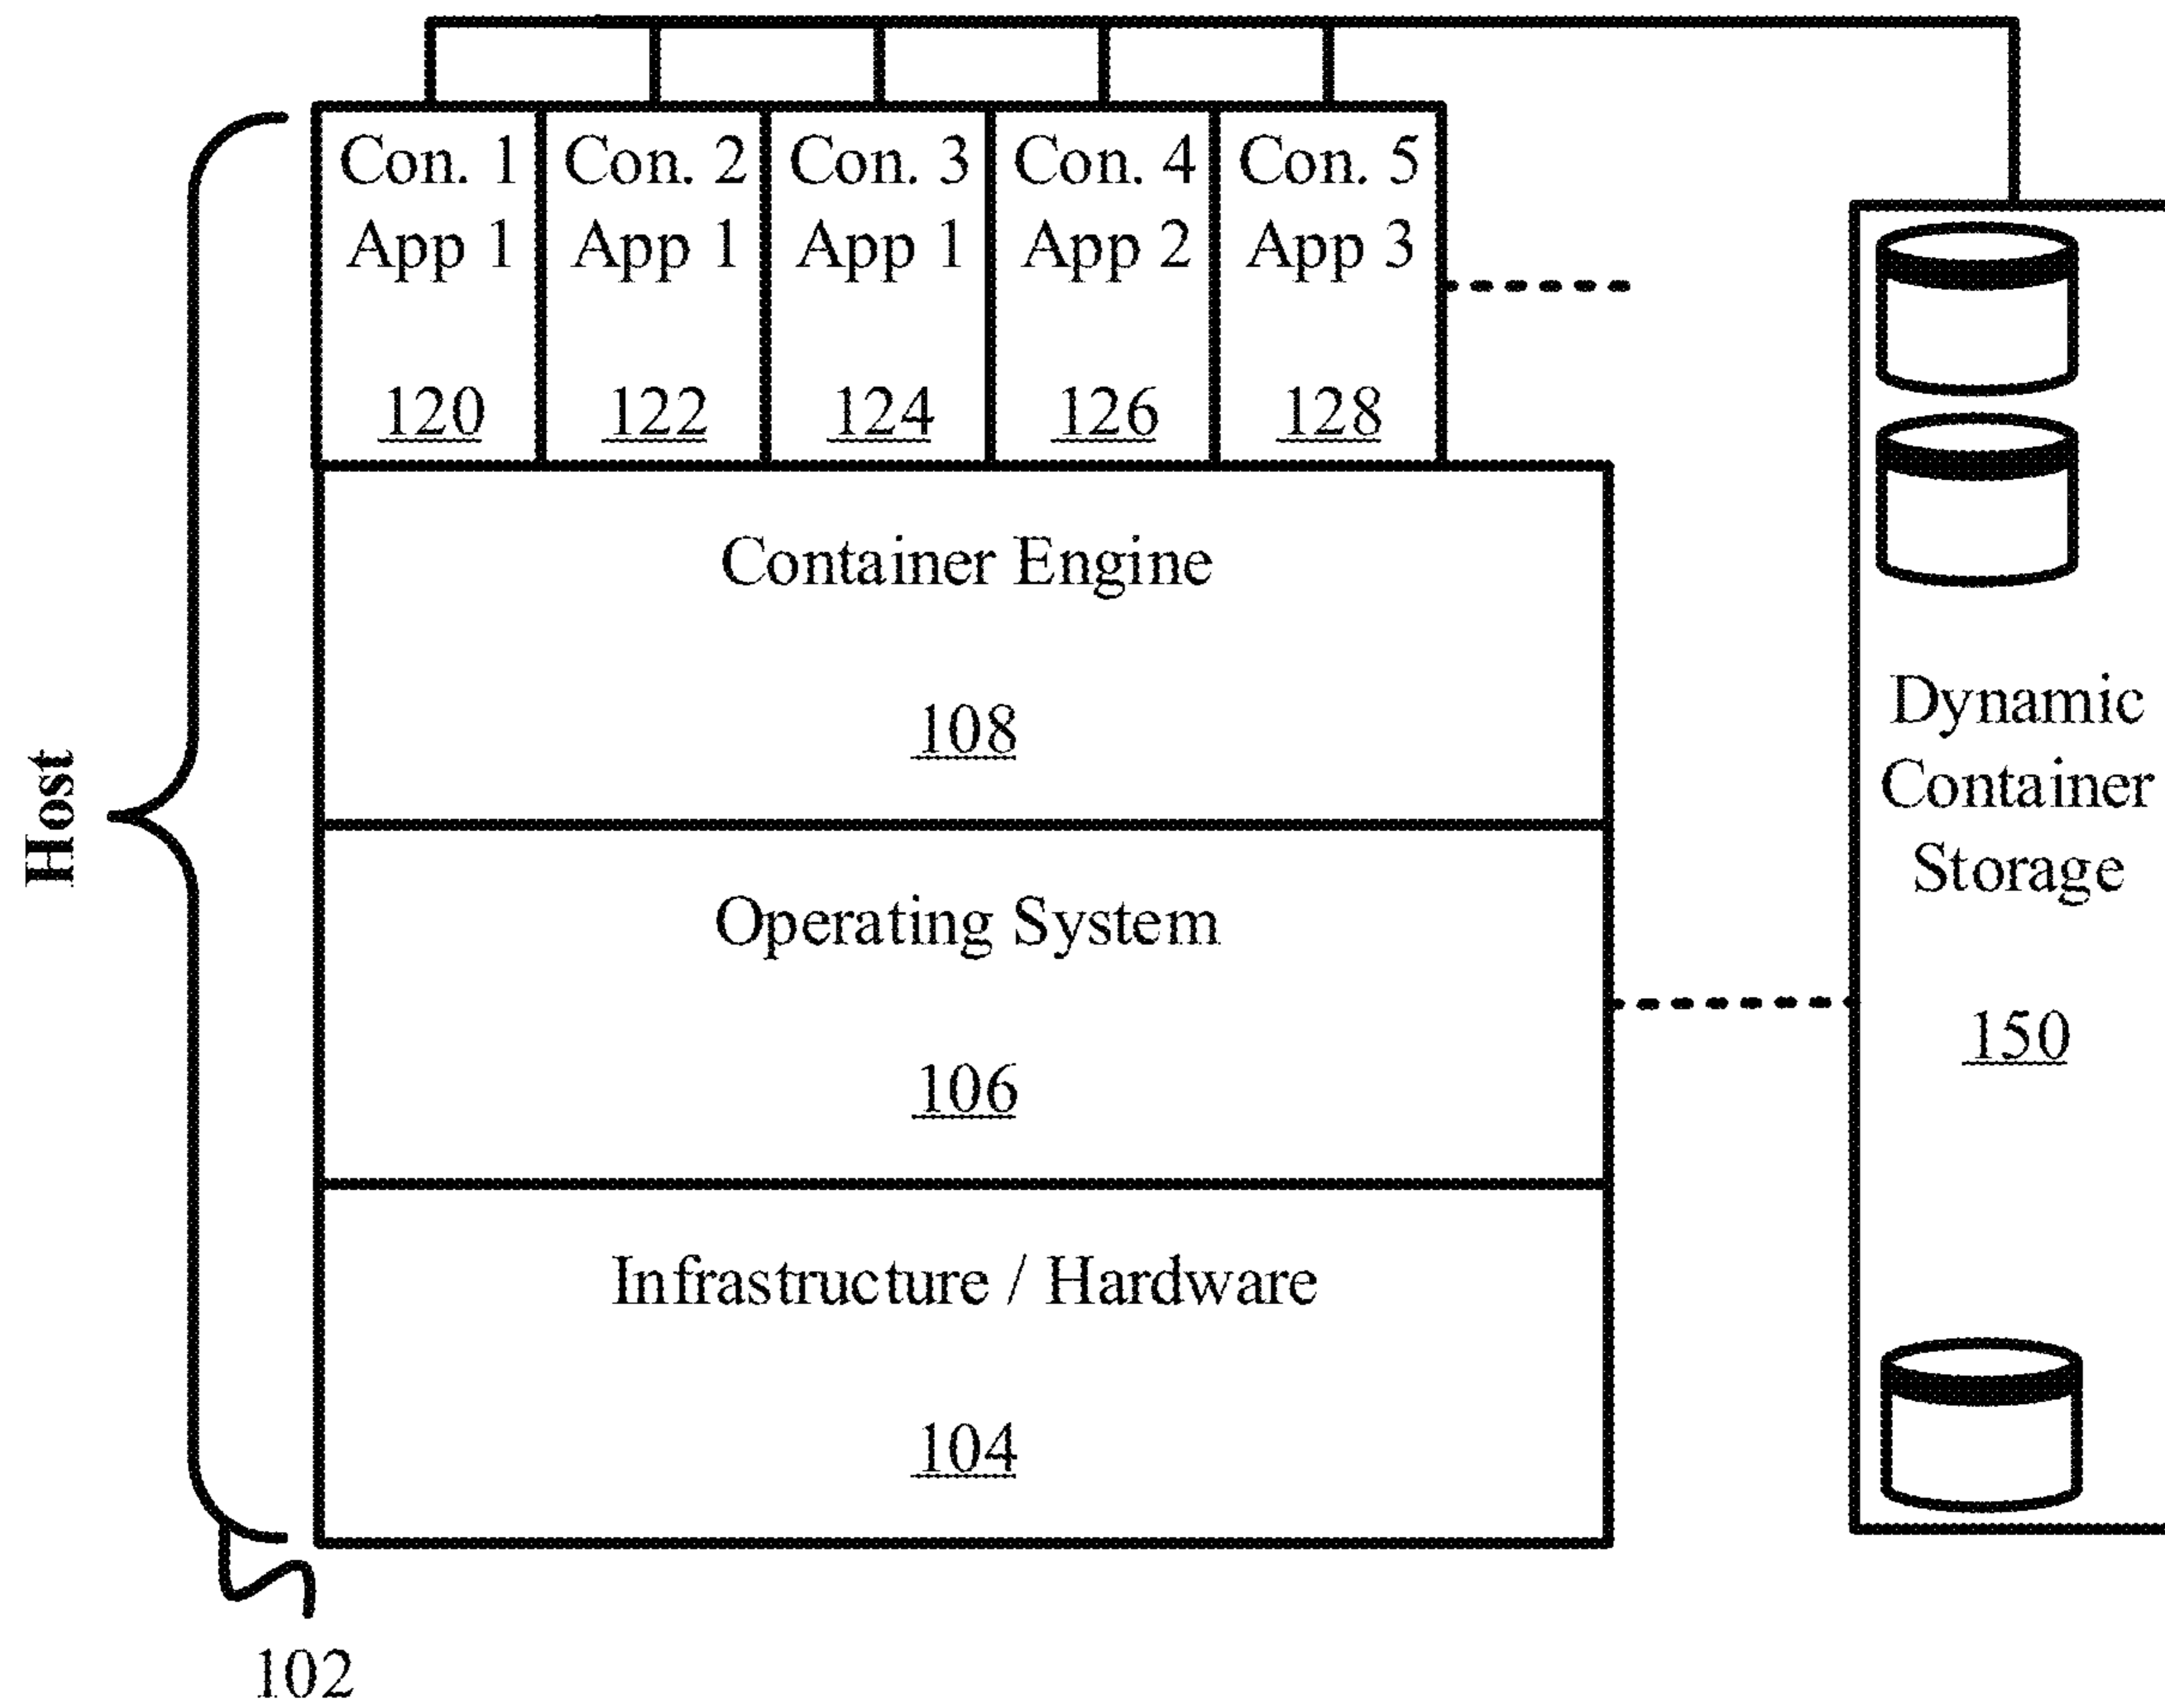 Con. 1
App 1
120
Con. 2
App 1
122
Con. 3
App 1
124
Con. 4
App 2
126
Con. 5
App 3
128
Container Engine
108
Operating System
106
Infrastructure / Hardware
104
Host
102
Dynamic
Container
Storage
150